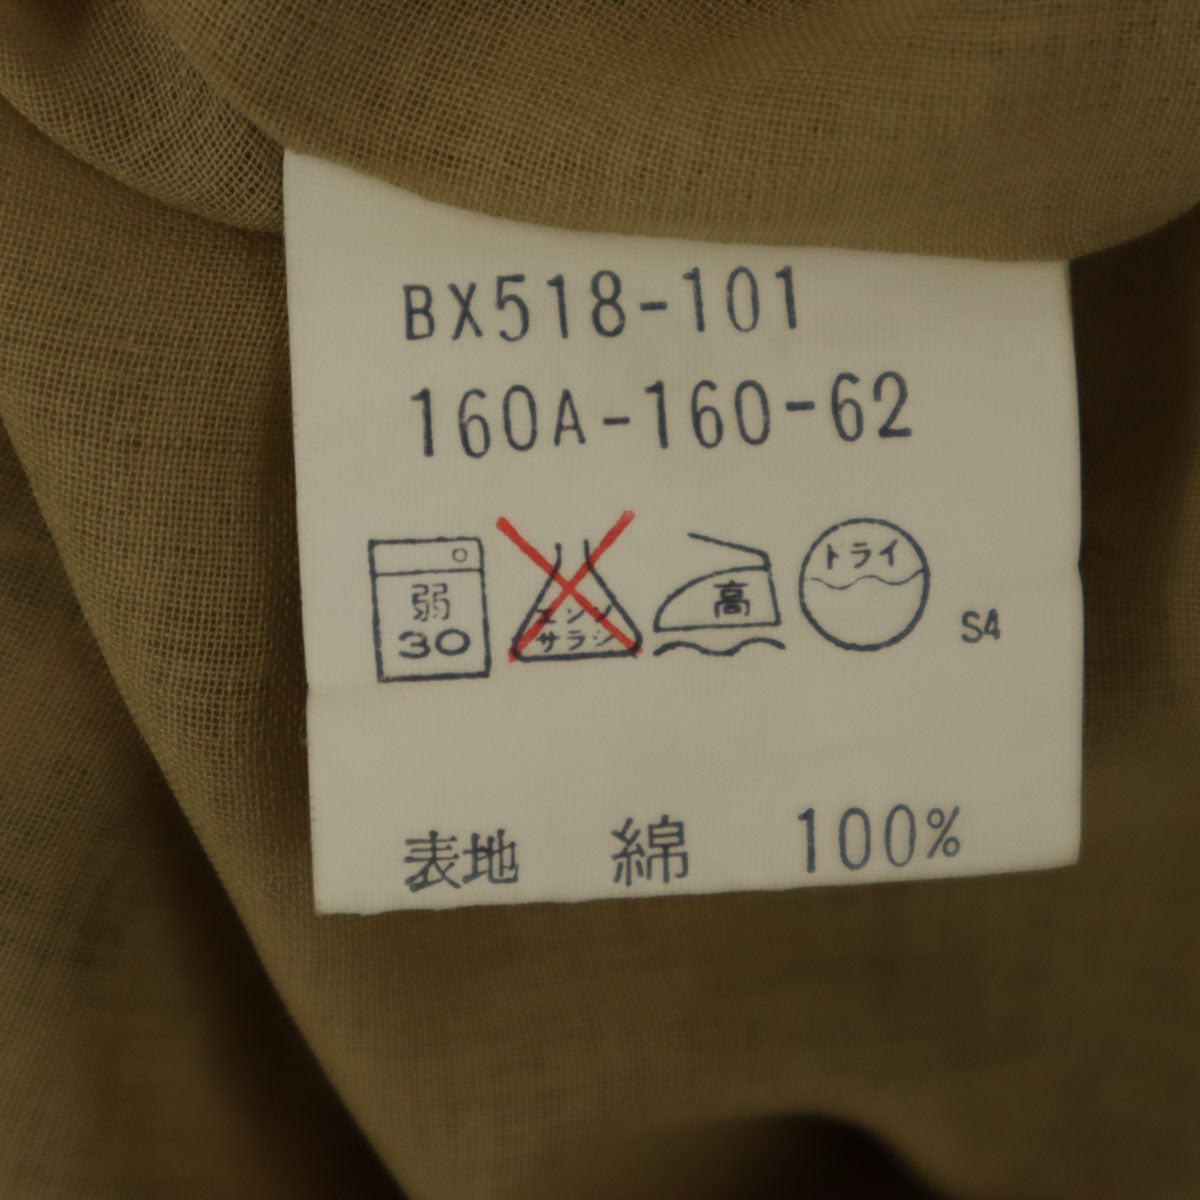 BX518-101
160A-160-62
弱 エンソ 高 ドライ
30 サラシ S4
表地 綿 100%